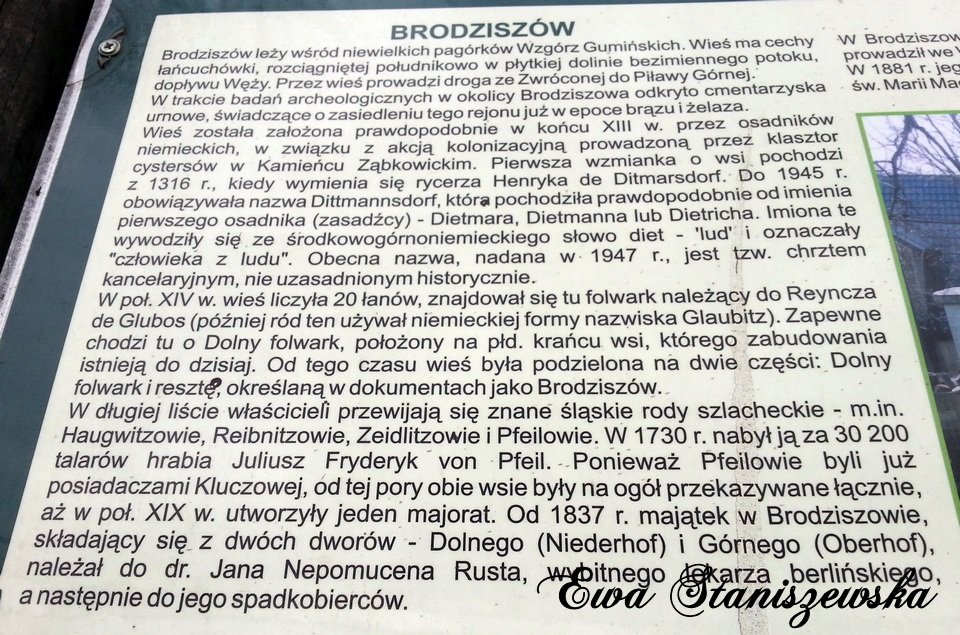 BRODZISZÓW
Brodziszów leży wśród niewielkich pagórków Wzgórz Gumińskich. Wieś ma cechy
łańcuchówki, rozciągniętej południkowo w płytkiej dolinie bezimiennego potoku,
dopływu Węży. Przez wieś prowadzi droga ze Zwróconej do Piławy Górnej.
W trakcie badań archeologicznych w okolicy Brodziszowa odkryto cmentarzyska
urnowe, świadczące o zasiedleniu tego rejonu już w epoce brązu i żelaza.
Wieś została założona prawdopodobnie w końcu XIII w. przez osadników
niemieckich, w związku z akcją kolonizacyjną prowadzoną przez klasztor
cystersów w Kamieńcu Ząbkowickim. Pierwsza wzmianka o wsi pochodzi
z 1316 r., kiedy wymienia się rycerza Henryka de Ditmarsdorf. Do 1945 r.
obowiązywała nazwa Dittmannsdorf, która pochodziła prawdopodobnie od imienia
pierwszego osadnika (zasadźcy) - Dietmara, Dietmanna lub Dietricha. Imiona te
wywodziły się ze środkowogórnoniemieckiego słowo diet - 'lud' i oznaczały
"człowieka z ludu". Obecna nazwa, nadana w 1947 r., jest tzw. chrztem
kancelaryjnym, nie uzasadnionym historycznie.
W poł. XIV w. wieś liczyła 20 łanów, znajdował się tu folwark należący do Reyncza
de Glubos (później ród ten używał niemieckiej formy nazwiska Glaubitz). Zapewne
chodzi tu o Dolny folwark, położony na płd. krańcu wsi, którego zabudowania
istnieją do dzisiaj. Od tego czasu wieś była podzielona na dwie części: Dolny
folwark i resztę, określaną w dokumentach jako Brodziszów.
W długiej liście właścicieli przewijają się znane śląskie rody szlacheckie - m.in.
Haugwitzowie, Reibnitzowie, Zeidlitzowie i Pfeilowie. W 1730 r. nabył ją za 30 200
talarów hrabia Juliusz Fryderyk von Pfeil. Ponieważ Pfeilowie byli już
posiadaczami Kluczowej, od tej pory obie wsie były na ogół przekazywane łącznie,
aż w poł. XIX w. utworzyły jeden majorat. Od 1837 r. majątek w Brodziszowie,
składający się z dwóch dworów - Dolnego (Niederhof) i Górnego (Oberhof),
należał do dr. Jana Nepomucena Rusta, wybitnego lekarza berlińskiego,
a następnie do jego spadkobierców.
W Brodziszow
prowadził we
W 1881 r. jeg
św. Marii Mag
Ewa Staniszewska